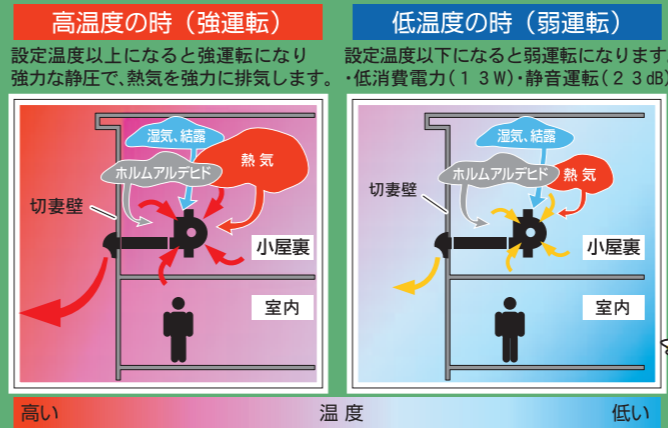 高温度の時（強運転）
設定温度以上になると強運転になり
強力な静圧で、熱気を強力に排気します。
湿気、結露
熱気
ホルムアルデヒド
切妻壁
小屋裏
室内
低温度の時（弱運転）
設定温度以下になると弱運転になります。
・低消費電力(13W)・静音運転(23dB)
湿気、結露
ホルムアルデヒド
熱気
切妻壁
小屋裏
室内
高い 温度 低い